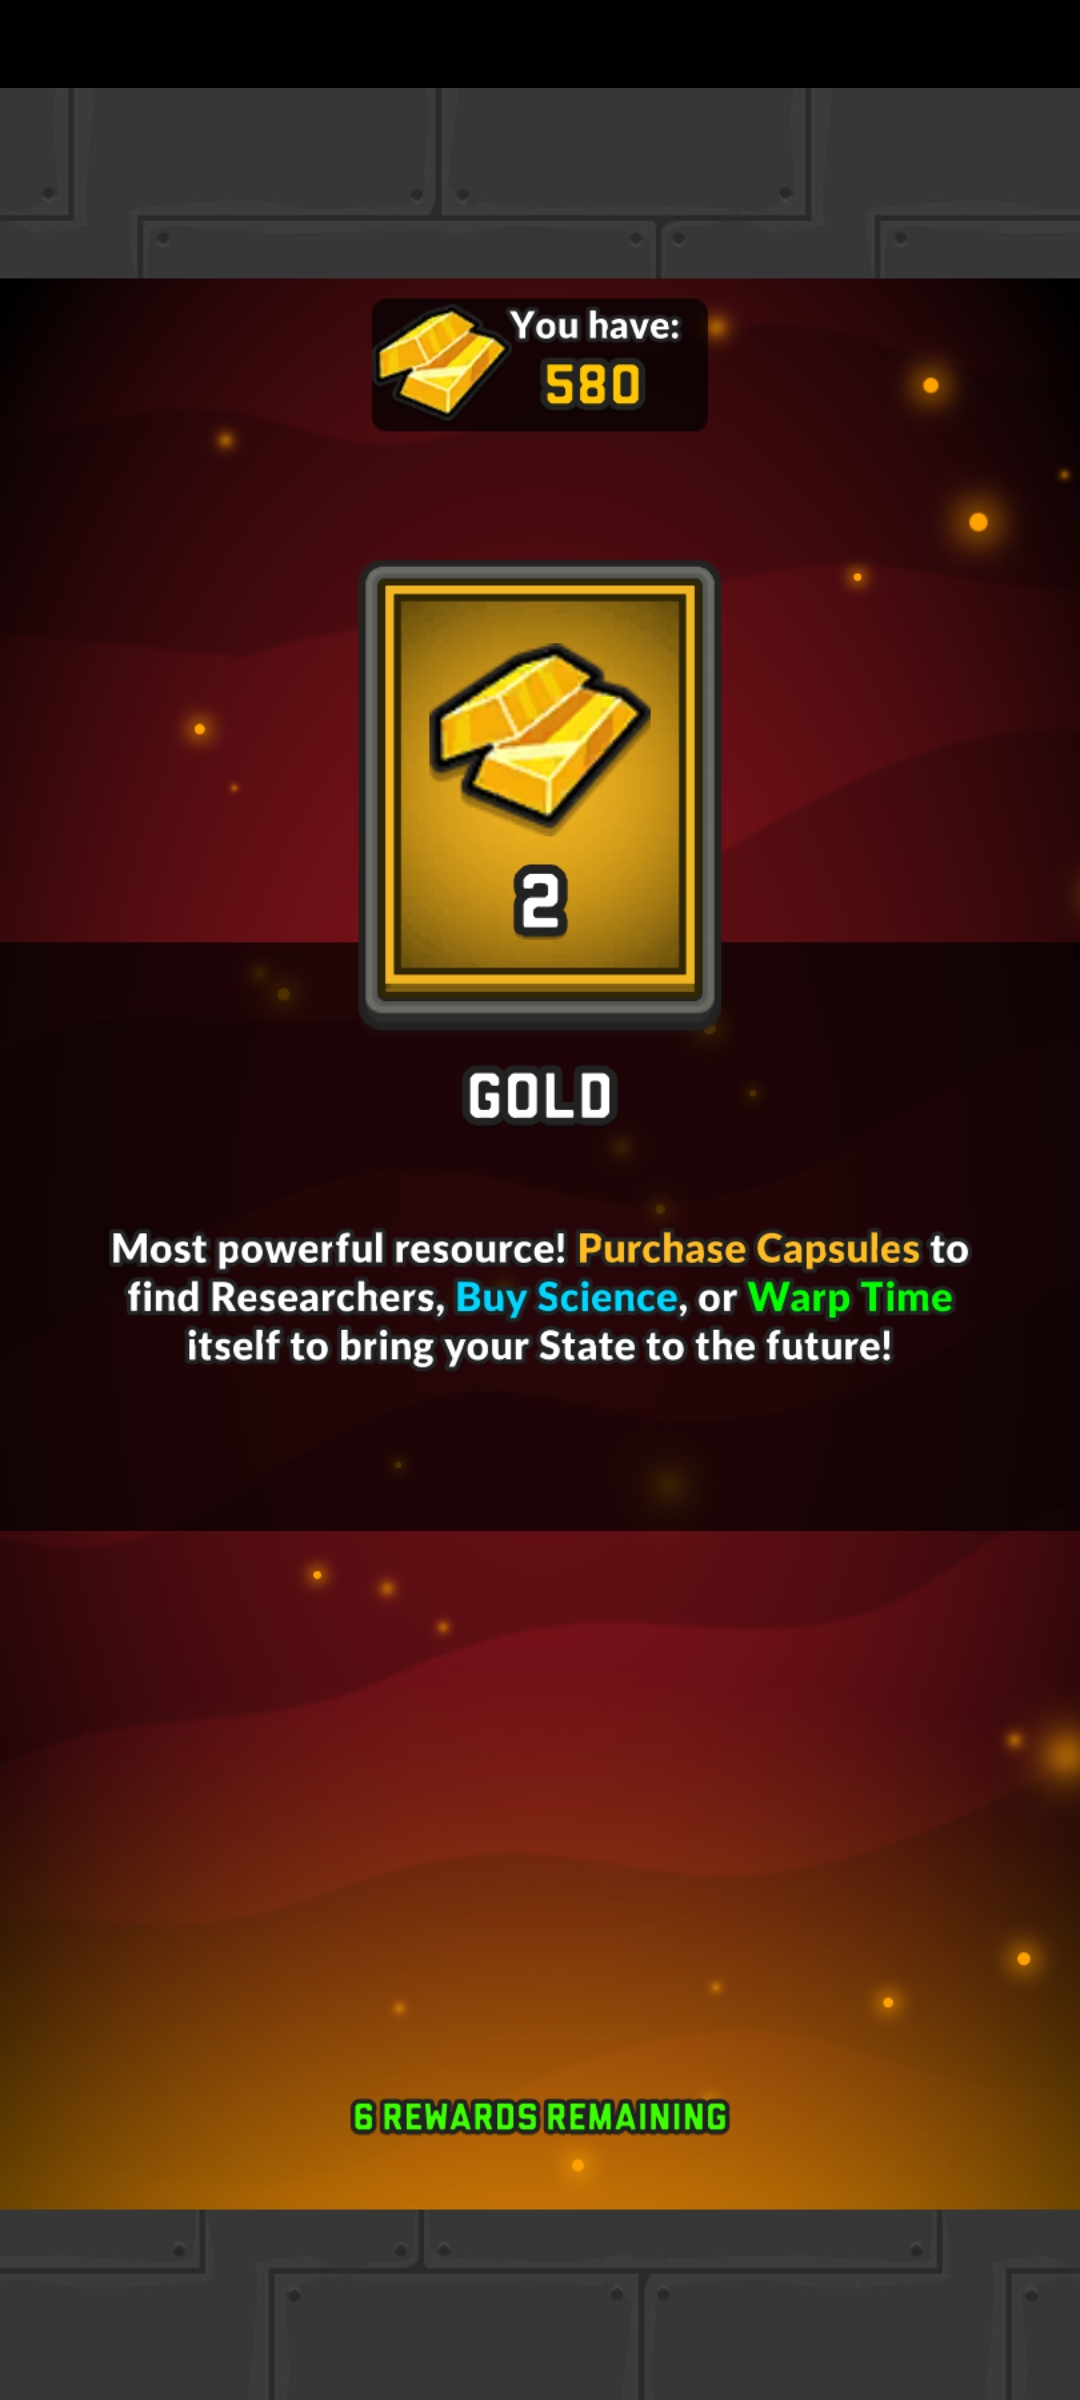 You have:
580
2
GOLD
Most powerful resource! Purchase Capsules to
find Researchers, Buy Science, or Warp Time
itself to bring your State to the future!
6 REWARDS REMAINING